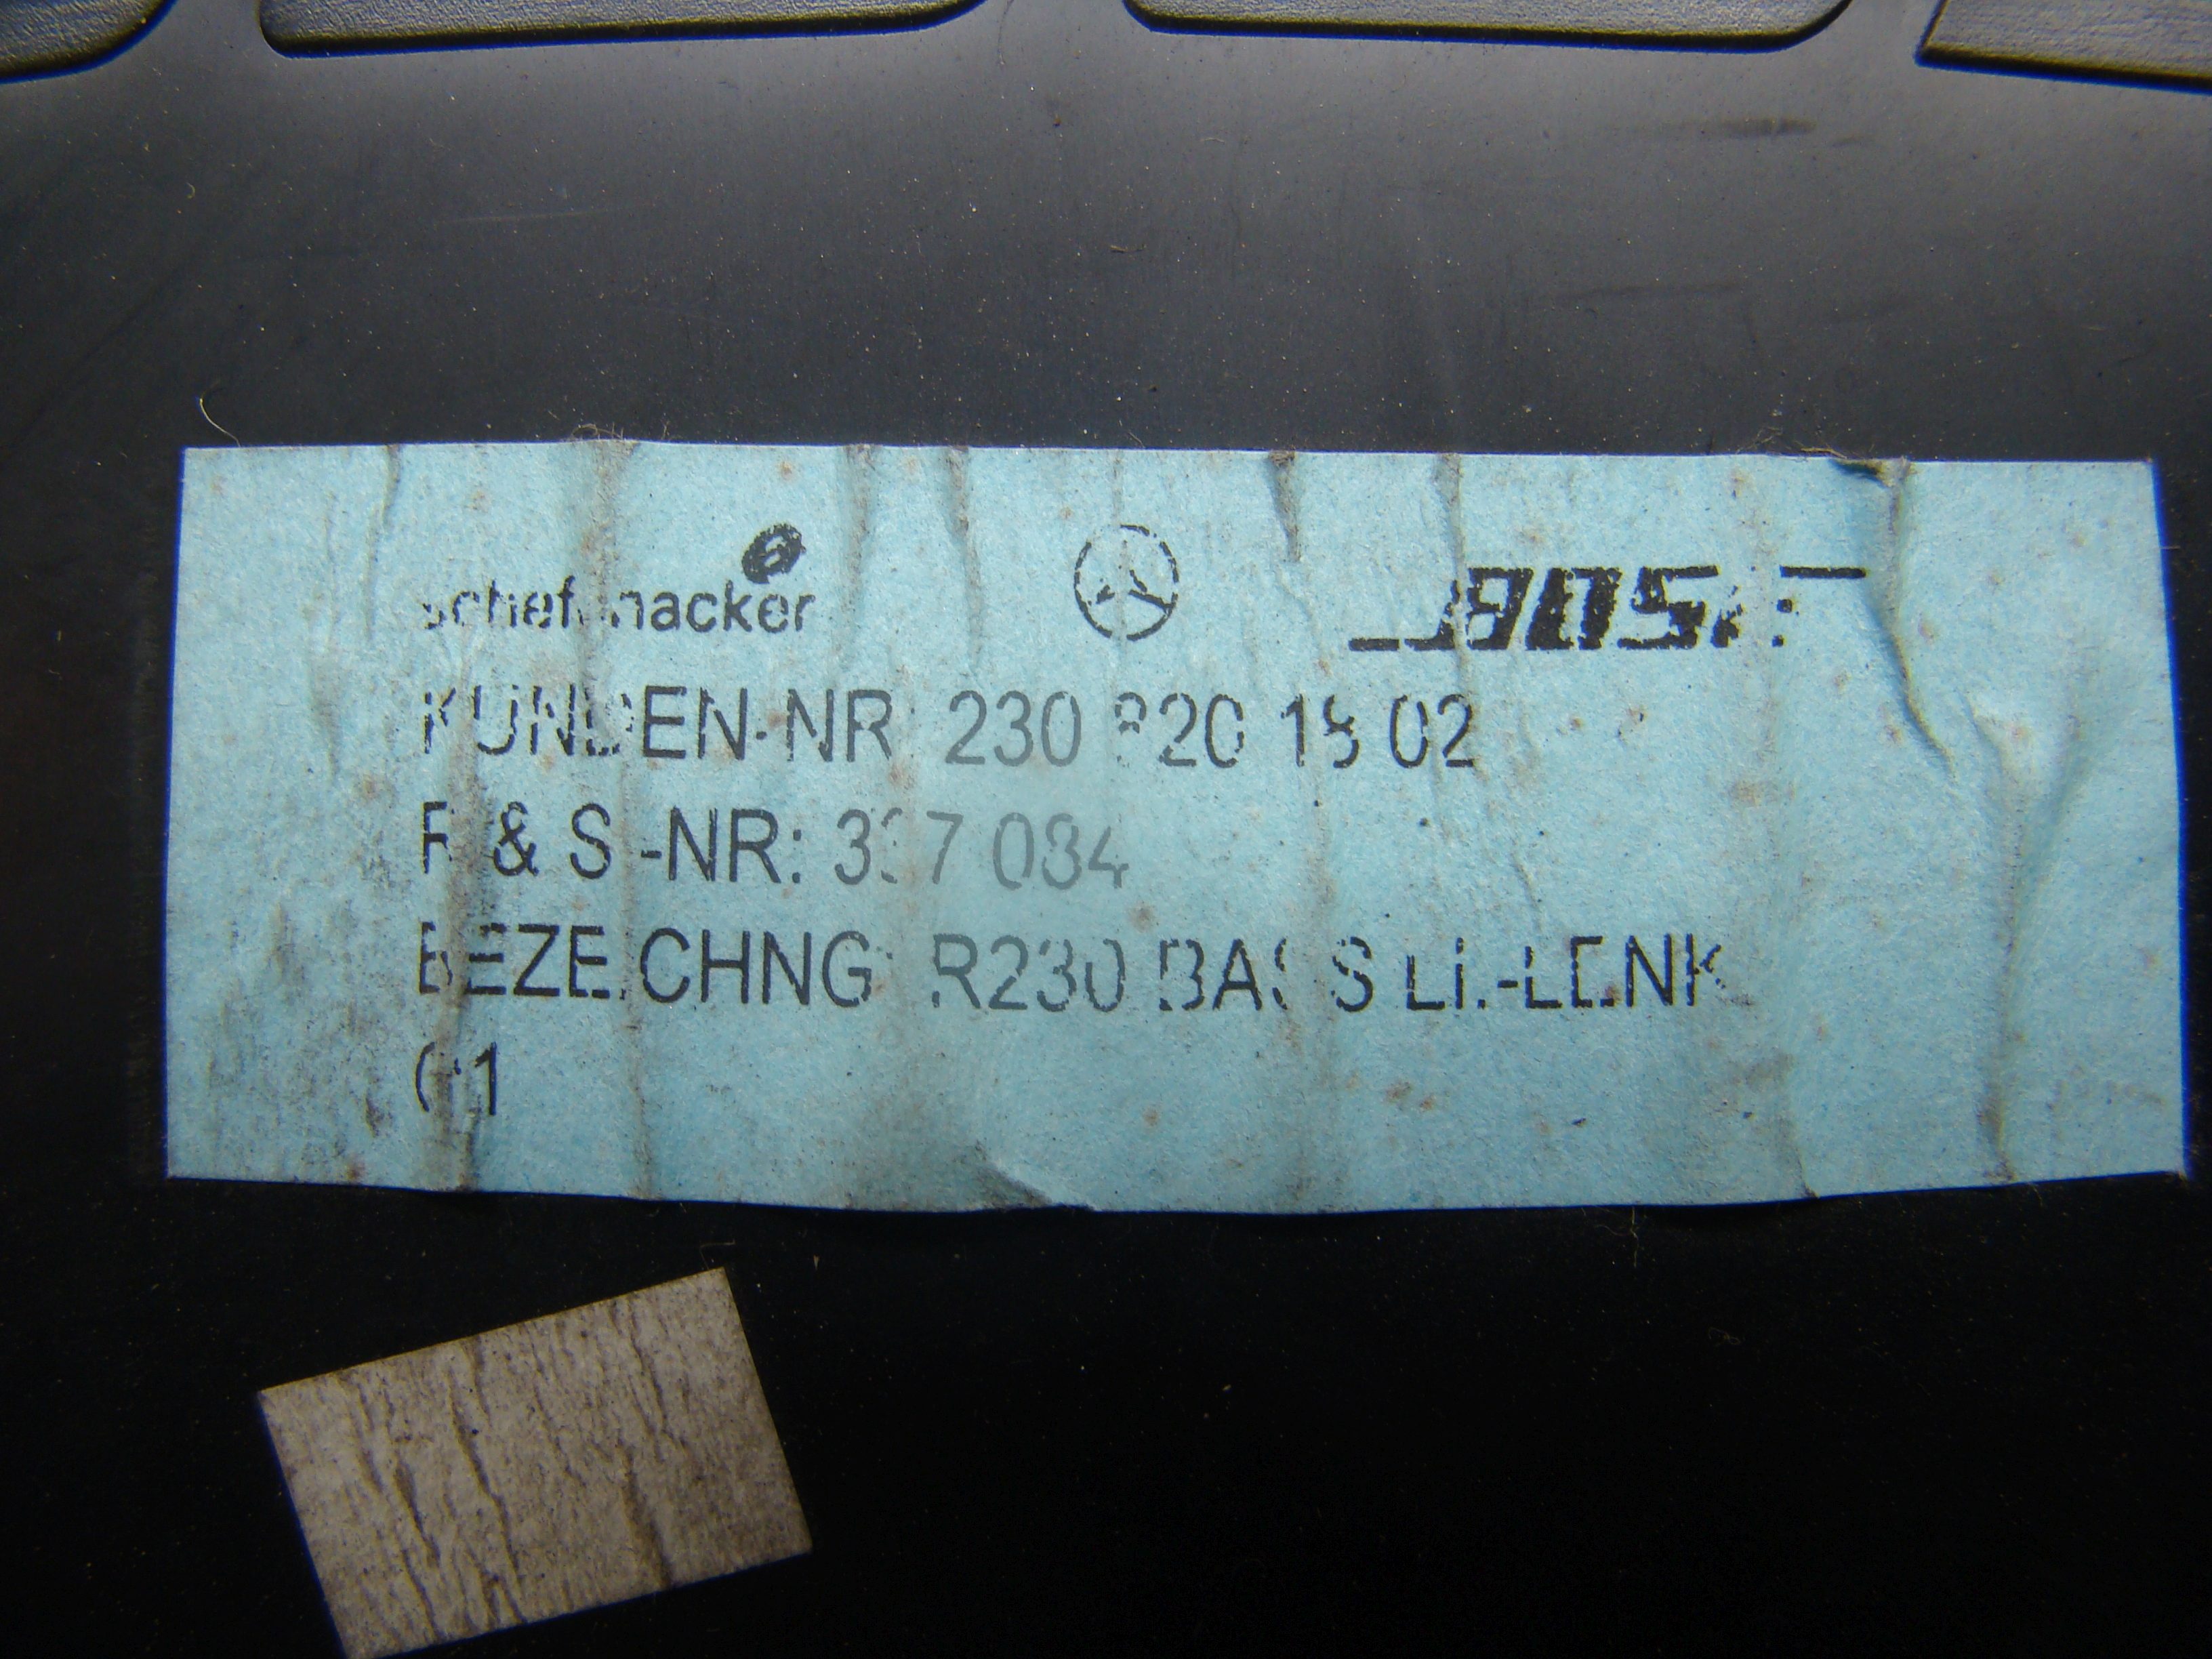 schefenacker BOSE
KUNDEN-NR: 230 820 18 02
R & S -NR: 337 084
BEZEICHNG: R230 BASS Li.-LENK.
01